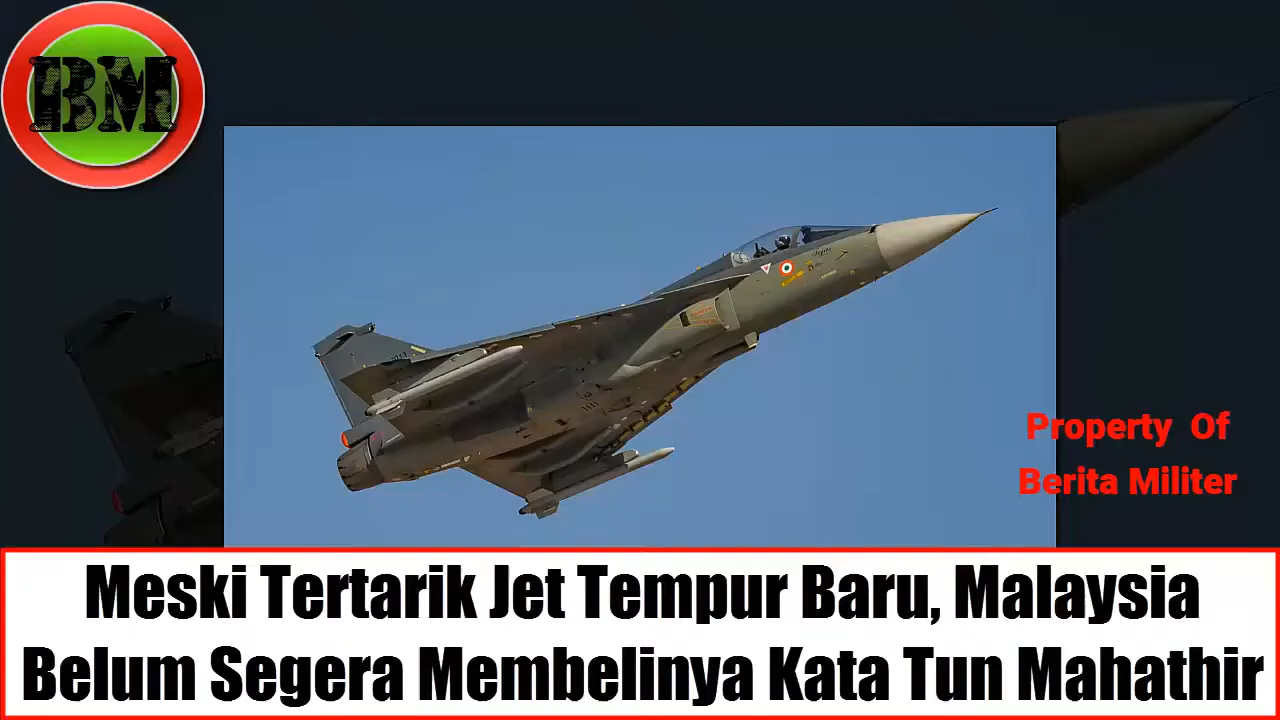 BM
Property Of
Berita Militer
Meski Tertarik Jet Tempur Baru, Malaysia
Belum Segera Membelinya Kata Tun Mahathir